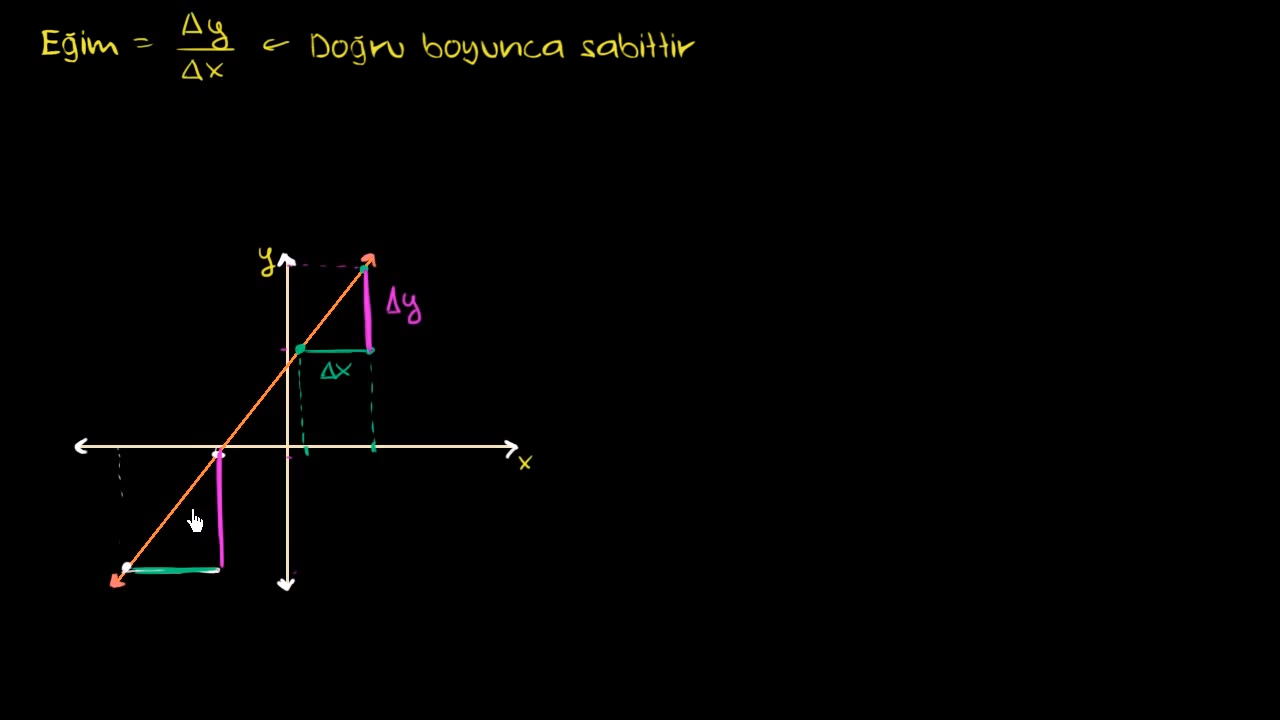 Eğim = Δy/Δx ← Doğru boyunca sabittir
y
Δy
Δx
x